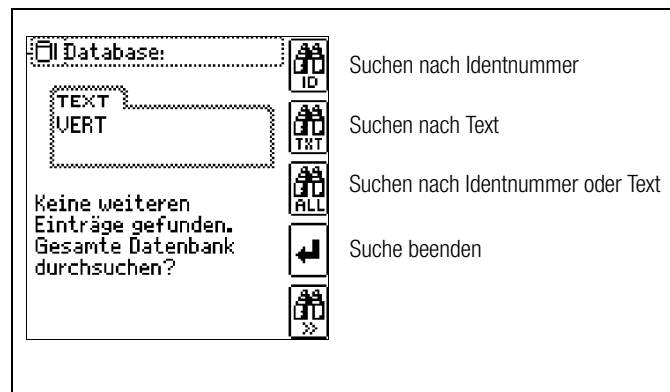 Database:
ID
Suchen nach Identnummer
TEXT
VERT
TXT
Suchen nach Text
ALL
Suchen nach Identnummer oder Text
Keine weiteren
Einträge gefunden.
Gesamte Datenbank
durchsuchen?
Suche beenden
>>